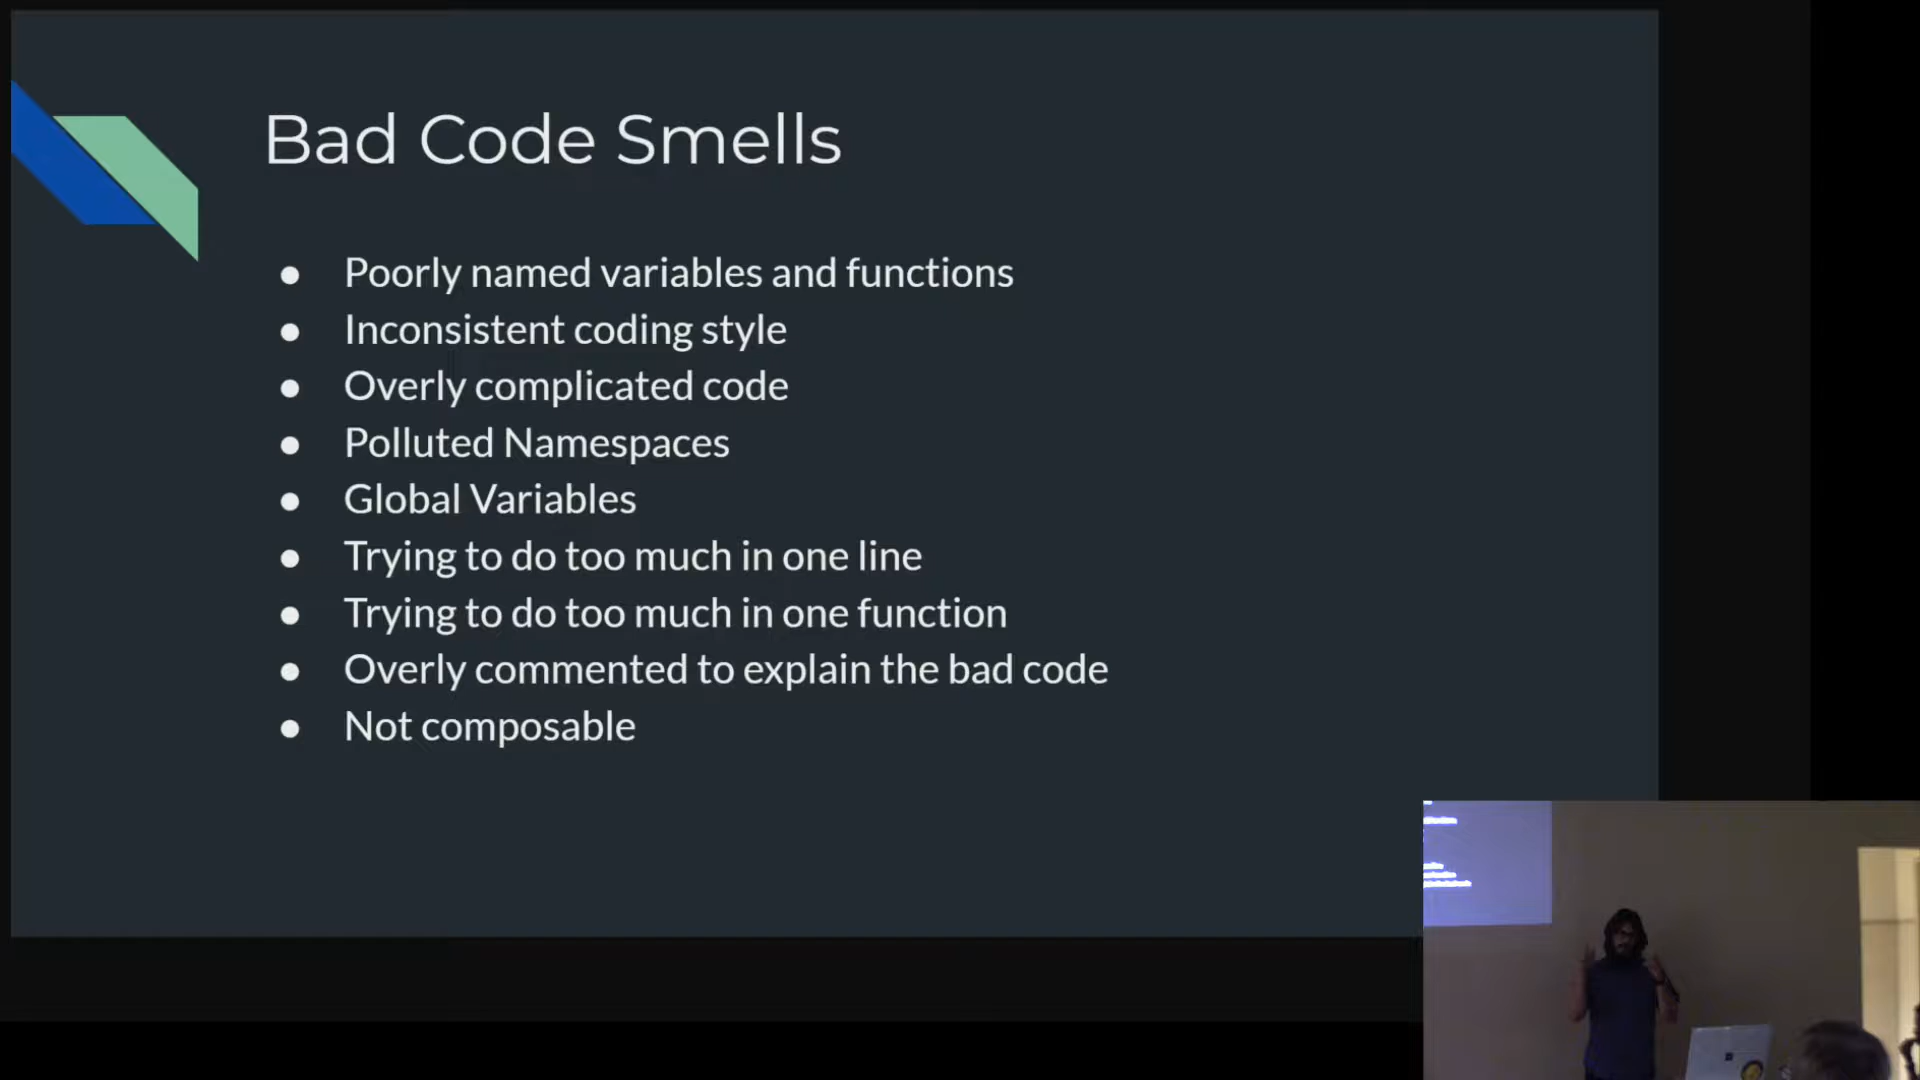 Bad Code Smells
● Poorly named variables and functions
● Inconsistent coding style
● Overly complicated code
● Polluted Namespaces
● Global Variables
● Trying to do too much in one line
● Trying to do too much in one function
● Overly commented to explain the bad code
● Not composable